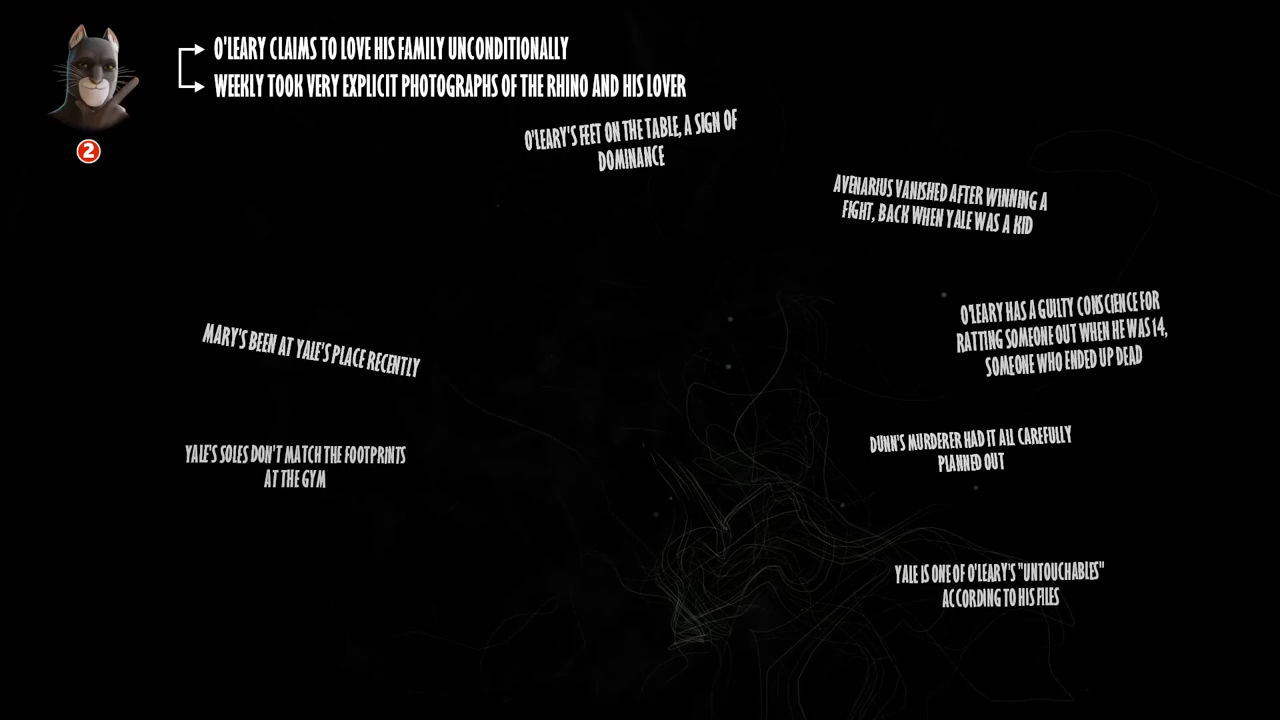 O'LEARY CLAIMS TO LOVE HIS FAMILY UNCONDITIONALLY
WEEKLY TOOK VERY EXPLICIT PHOTOGRAPHS OF THE RHINO AND HIS LOVER
2
O'LEARY'S FEET ON THE TABLE, A SIGN OF
DOMINANCE
AVENARIUS VANISHED AFTER WINNING A
FIGHT, BACK WHEN YALE WAS A KID
O'LEARY HAS A GUILTY CONSCIENCE FOR
RATTING SOMEONE OUT WHEN HE WAS 14,
SOMEONE WHO ENDED UP DEAD
MARY'S BEEN AT YALE'S PLACE RECENTLY
DUNN'S MURDERER HAD IT ALL CAREFULLY
PLANNED OUT
YALE'S SOLES DON'T MATCH THE FOOTPRINTS
AT THE GYM
YALE IS ONE OF O'LEARY'S "UNTOUCHABLES"
ACCORDING TO HIS FILES